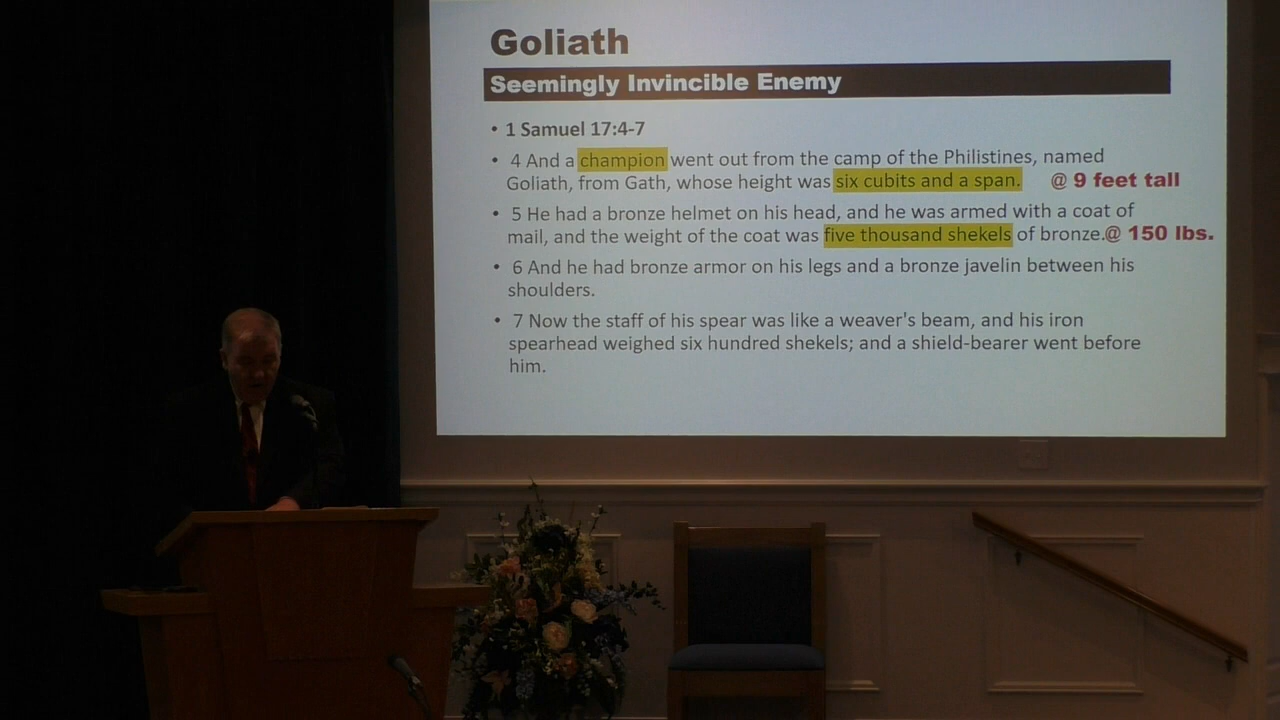 Goliath
Seemingly Invincible Enemy
• 1 Samuel 17:4-7
• 4 And a champion went out from the camp of the Philistines, named
Goliath, from Gath, whose height was six cubits and a span. @ 9 feet tall
• 5 He had a bronze helmet on his head, and he was armed with a coat of
mail, and the weight of the coat was five thousand shekels of bronze.@ 150 lbs.
• 6 And he had bronze armor on his legs and a bronze javelin between his
shoulders.
• 7 Now the staff of his spear was like a weaver's beam, and his iron
spearhead weighed six hundred shekels; and a shield-bearer went before
him.